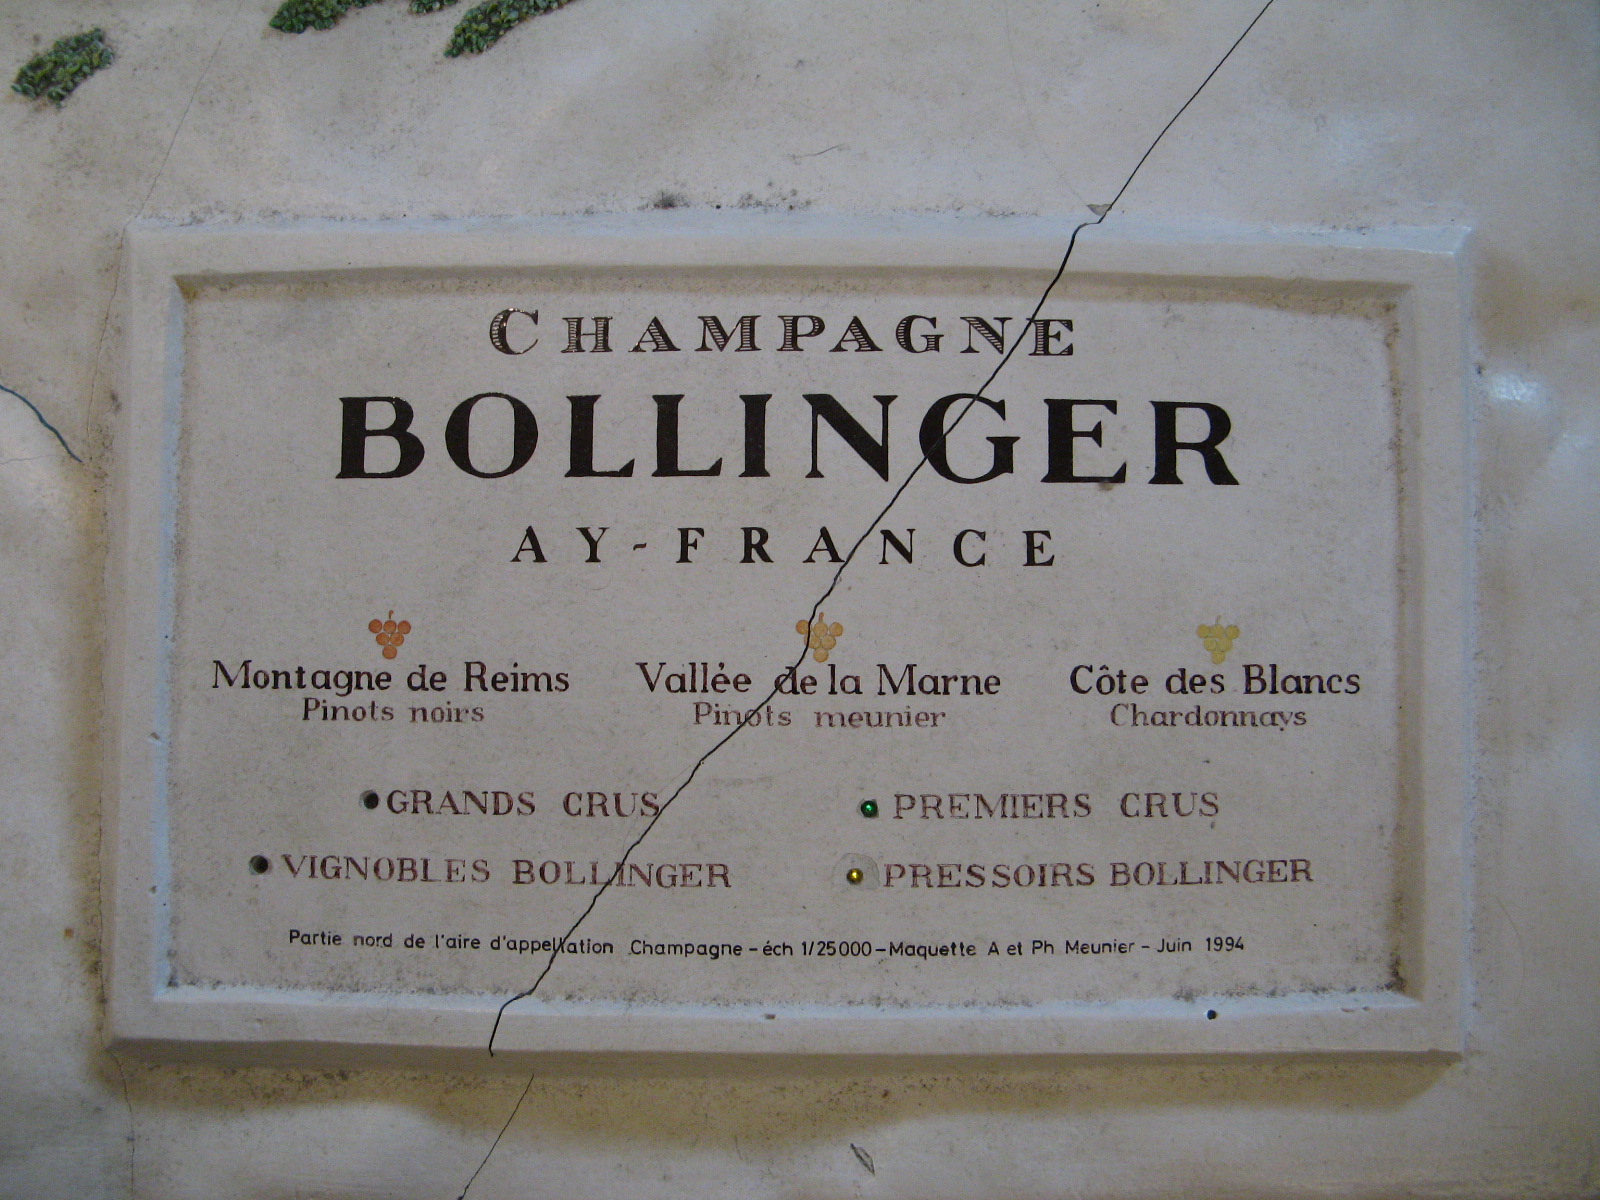 CHAMPAGNE
BOLLINGER
AY-FRANCE
Montagne de Reims
Pinots noirs
Vallée de la Marne
Pinots meunier
Côte des Blancs
Chardonnays
GRANDS CRUS
PREMIERS CRUS
VIGNOBLES BOLLINGER
PRESSOIRS BOLLINGER
Partie nord de l'aire d'appellation Champagne - éch 1/25000 - Maquette A et Ph Meunier - Juin 1994